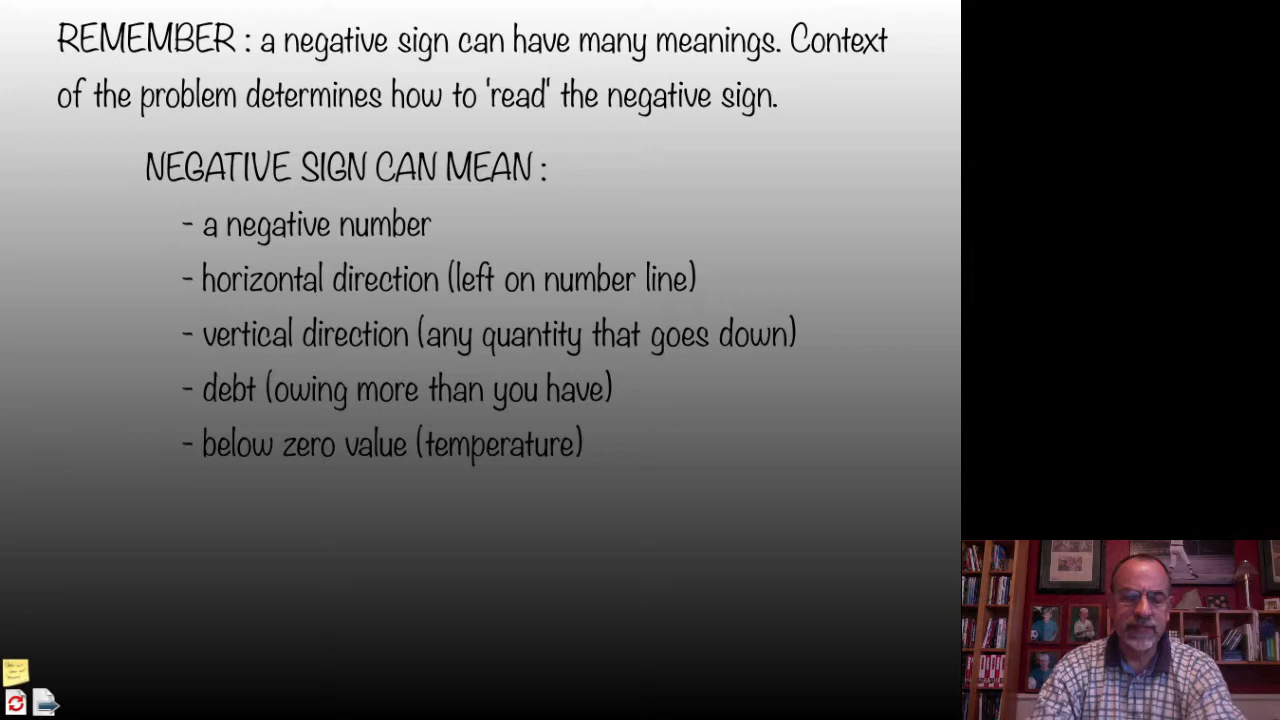 REMEMBER : a negative sign can have many meanings. Context
of the problem determines how to 'read' the negative sign.
NEGATIVE SIGN CAN MEAN :
- a negative number
- horizontal direction (left on number line)
- vertical direction (any quantity that goes down)
- debt (owing more than you have)
- below zero value (temperature)